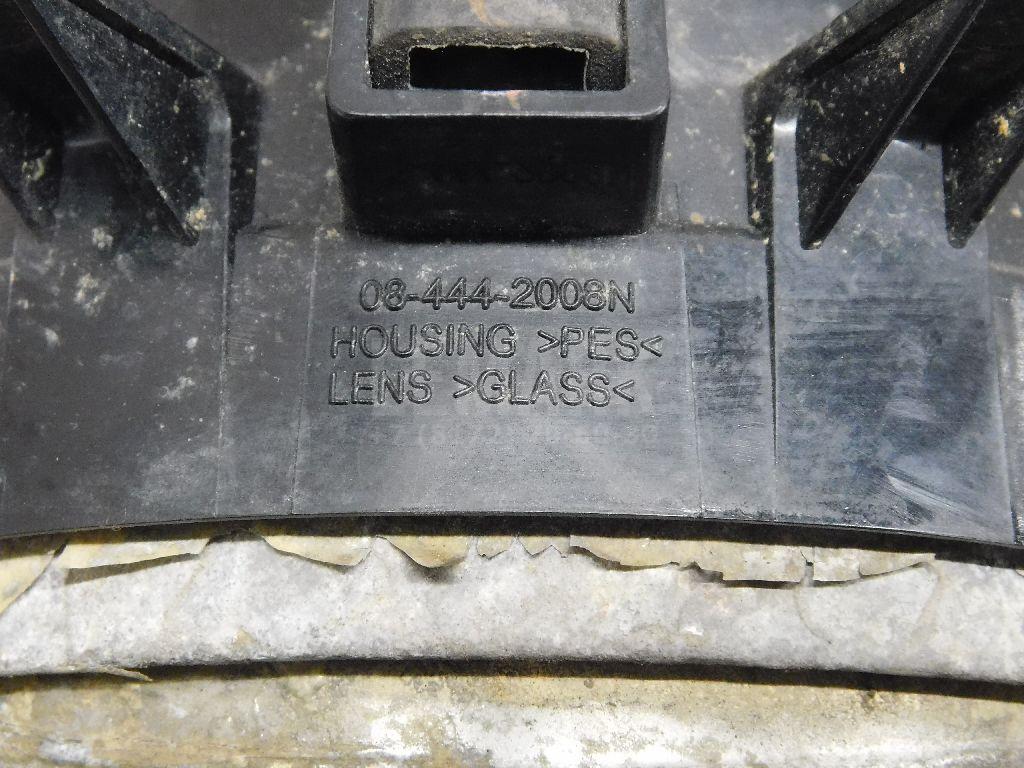 08-444-2008N
HOUSING >PES<
LENS >GLASS<